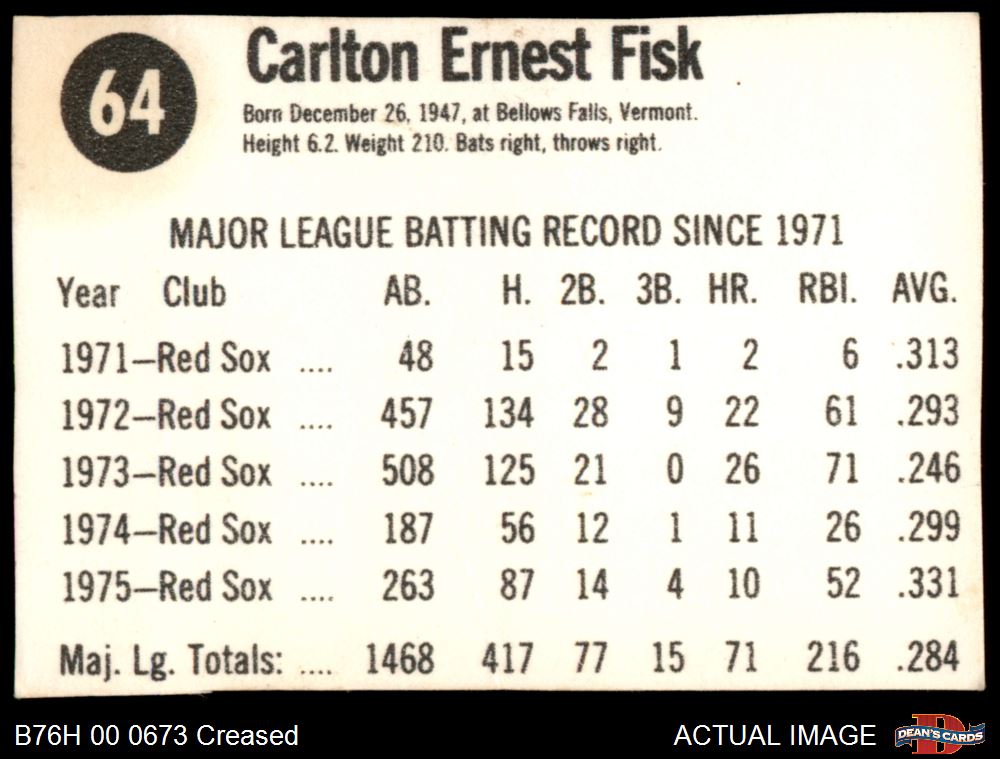 64
Carlton Ernest Fisk
Born December 26, 1947, at Bellows Falls, Vermont.
Height 6.2. Weight 210. Bats right, throws right.
MAJOR LEAGUE BATTING RECORD SINCE 1971
Year Club AB. H. 2B. 3B. HR. RBI. AVG.
1971—Red Sox .... 48 15 2 1 2 6 .313
1972—Red Sox .... 457 134 28 9 22 61 .293
1973—Red Sox .... 508 125 21 0 26 71 .246
1974—Red Sox .... 187 56 12 1 11 26 .299
1975—Red Sox .... 263 87 14 4 10 52 .331
Maj. Lg. Totals: .... 1468 417 77 15 71 216 .284
B76H 00 0673 Creased
ACTUAL IMAGE
D
DEAN'S CARDS